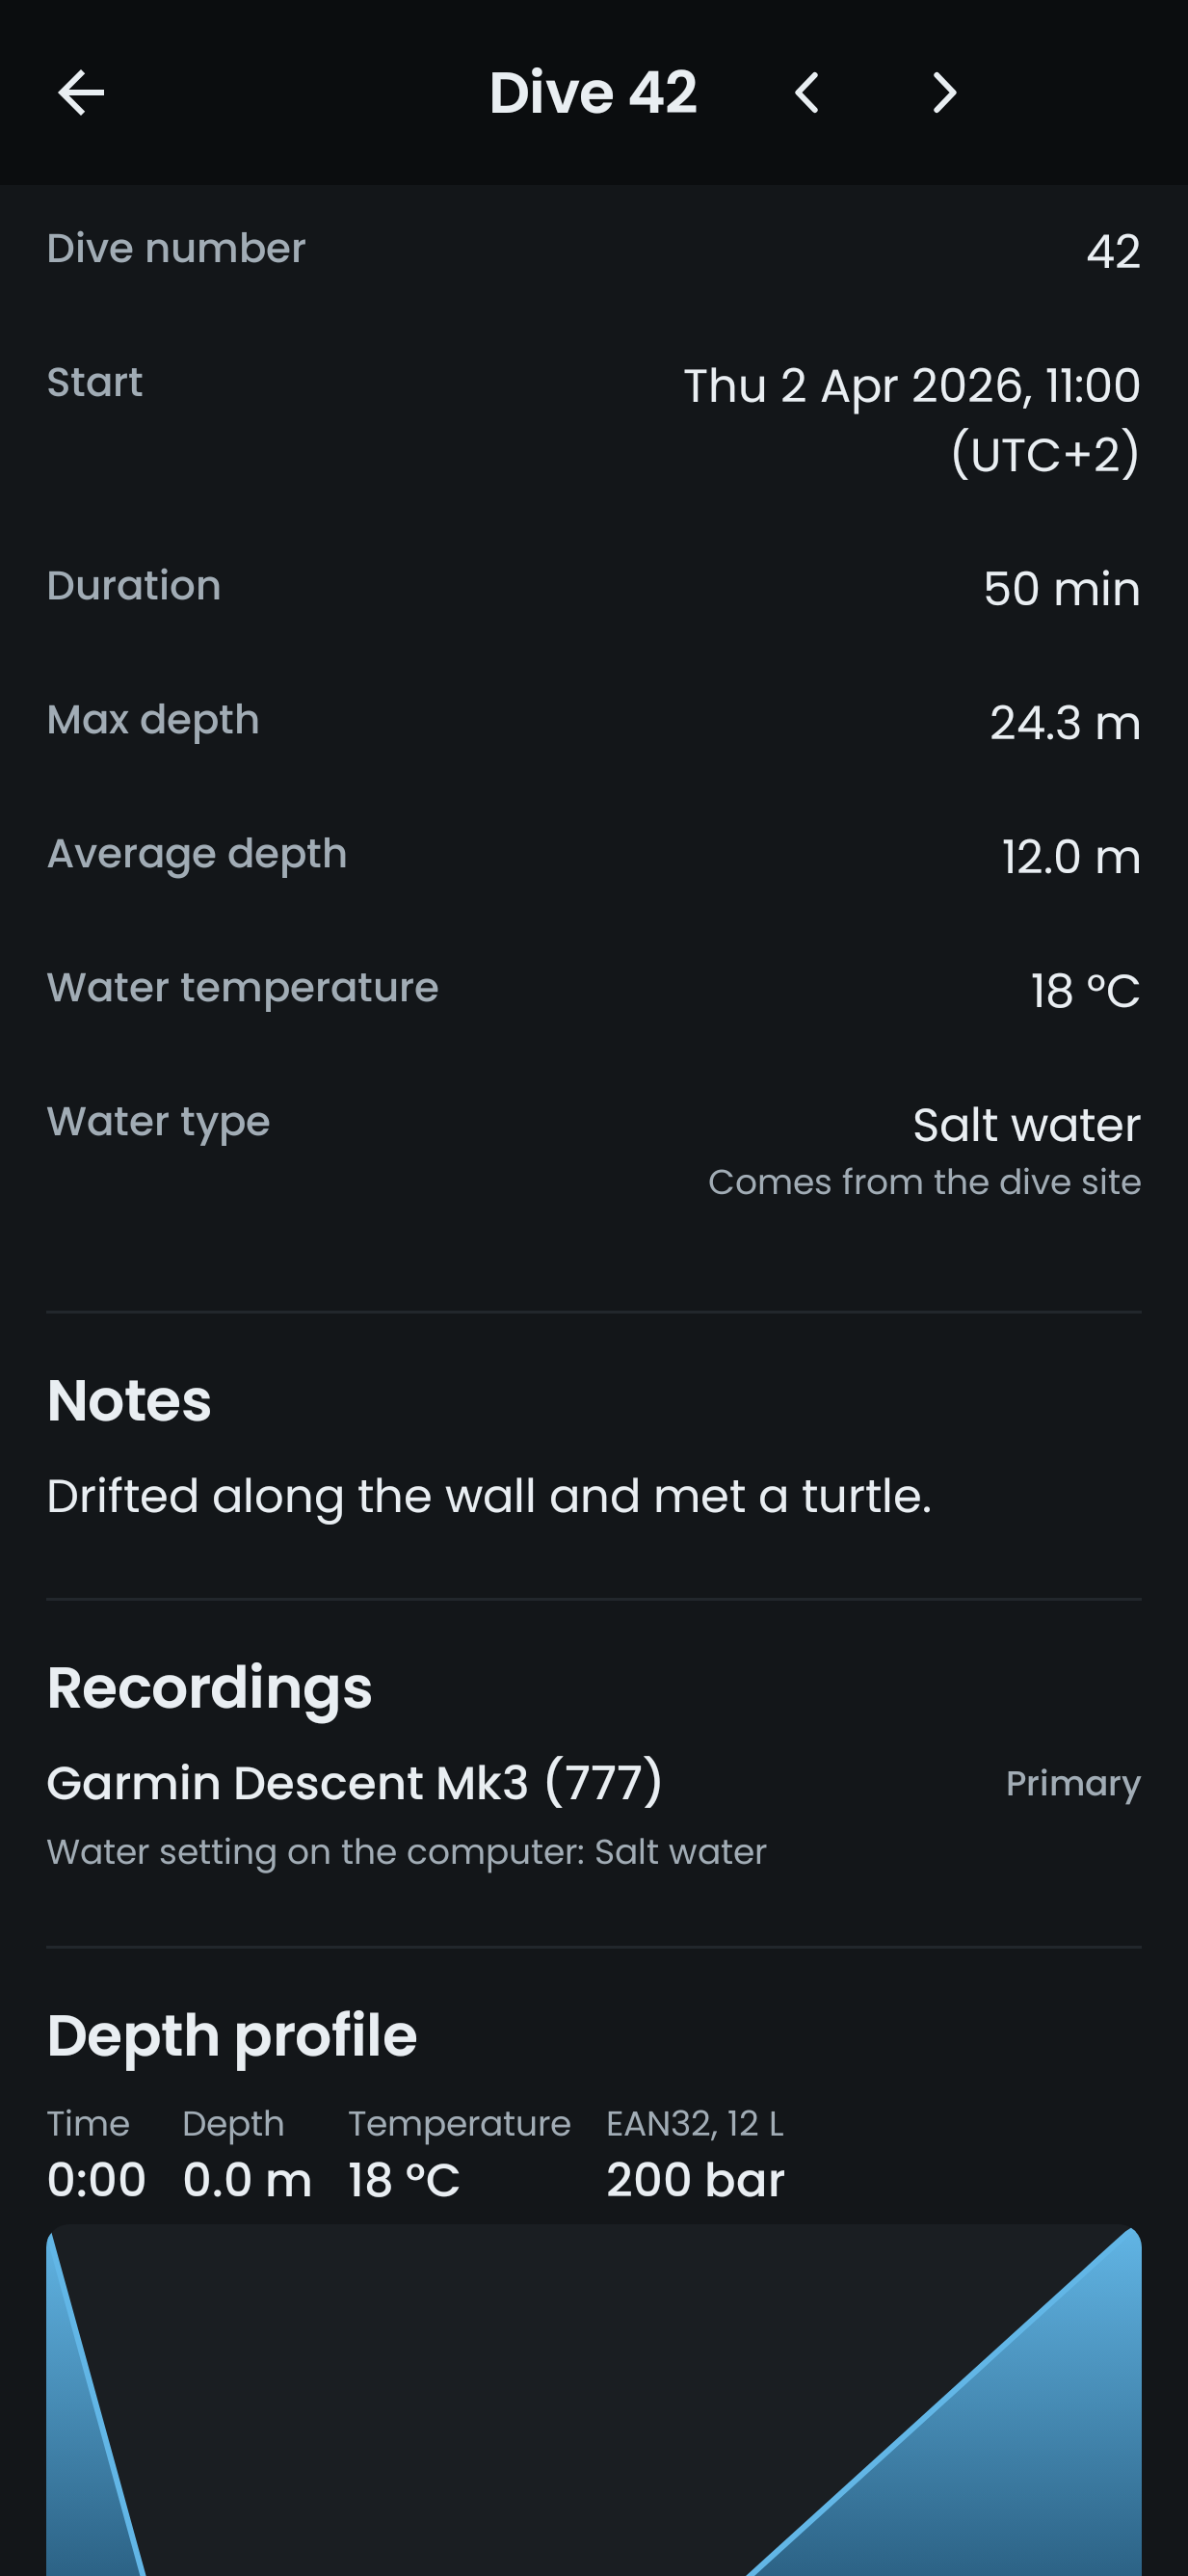 Dive 42
Dive number
42
Start
Thu 2 Apr 2026, 11:00
(UTC+2)
Duration
50 min
Max depth
24.3 m
Average depth
12.0 m
Water temperature
18 °C
Water type
Salt water
Comes from the dive site
Notes
Drifted along the wall and met a turtle.
Recordings
Garmin Descent Mk3 (777)
Primary
Water setting on the computer: Salt water
Depth profile
Time Depth Temperature EAN32, 12 L
0:00 0.0 m 18 °C 200 bar